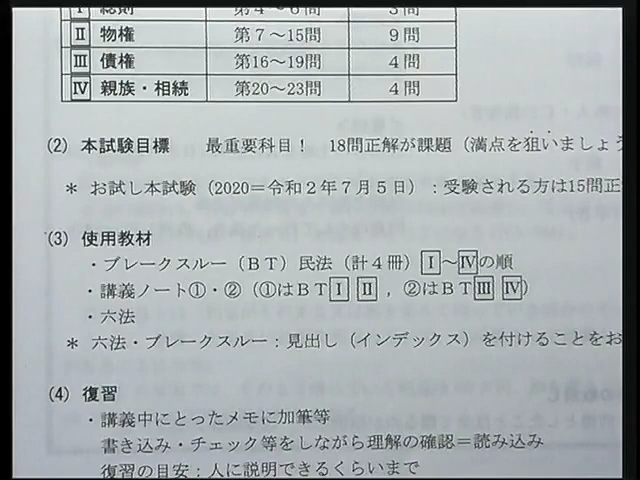 Ⅰ 総則 第4～6問 3問
Ⅱ 物権 第7～15問 9問
Ⅲ 債権 第16～19問 4問
Ⅳ 親族・相続 第20～23問 4問
(2) 本試験目標 最重要科目！ 18問正解が課題（満点を狙いましょう
＊ お試し本試験（2020＝令和２年７月５日）：受験される方は15問正
(3) 使用教材
・ブレークスルー（ＢＴ）民法（計４冊）Ⅰ～Ⅳの順
・講義ノート①・②（①はＢＴⅠ Ⅱ，②はＢＴⅢ Ⅳ）
・六法
＊ 六法・ブレークスルー：見出し（インデックス）を付けることをお
(4) 復習
・講義中にとったメモに加筆等
書き込み・チェック等をしながら理解の確認＝読み込み
復習の目安：人に説明できるくらいまで